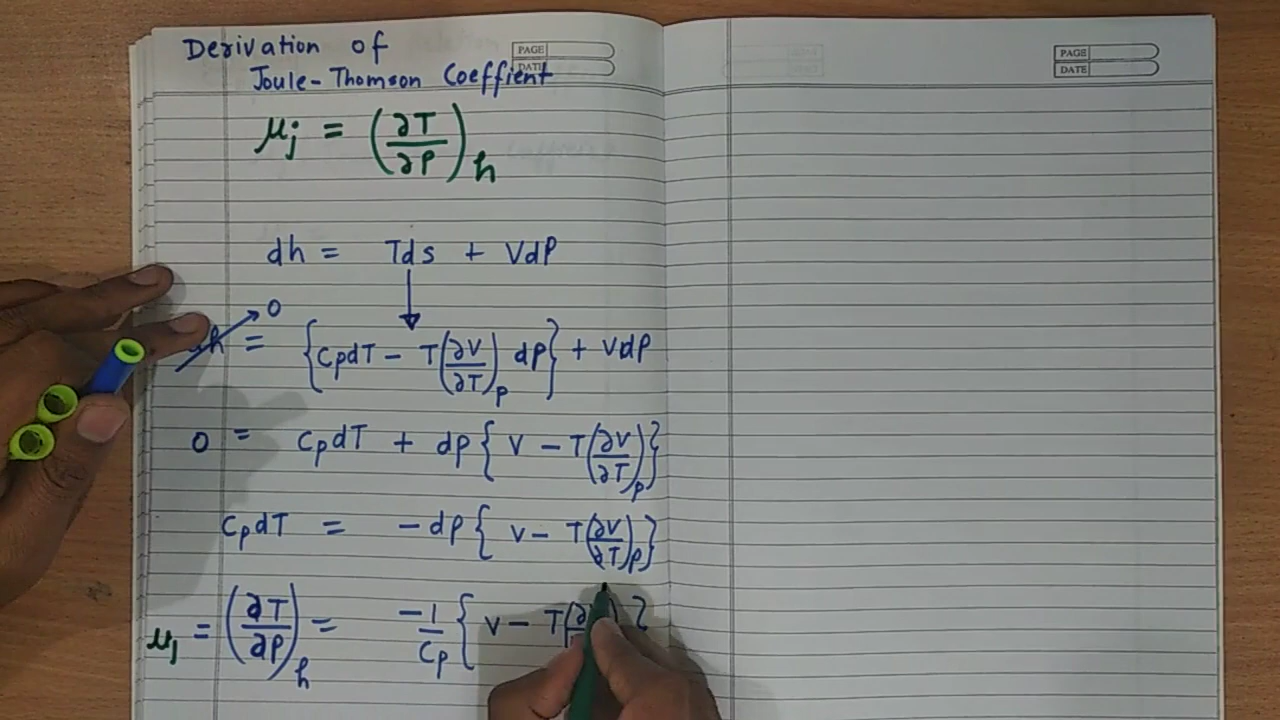 Derivation of
PAGE
DATE
Joule-Thomson Coeffient
PAGE
DATE
μj = (∂T/∂P)h
dh = Tds + VdP
0
= {CpdT − T(∂V/∂T)p dP} + VdP
0 = CpdT + dP { V − T(∂V/∂T)p}
CpdT = −dP { V − T(∂V/∂T)p}
μj = (∂T/∂P)h = −1/Cp { V − T(∂ }